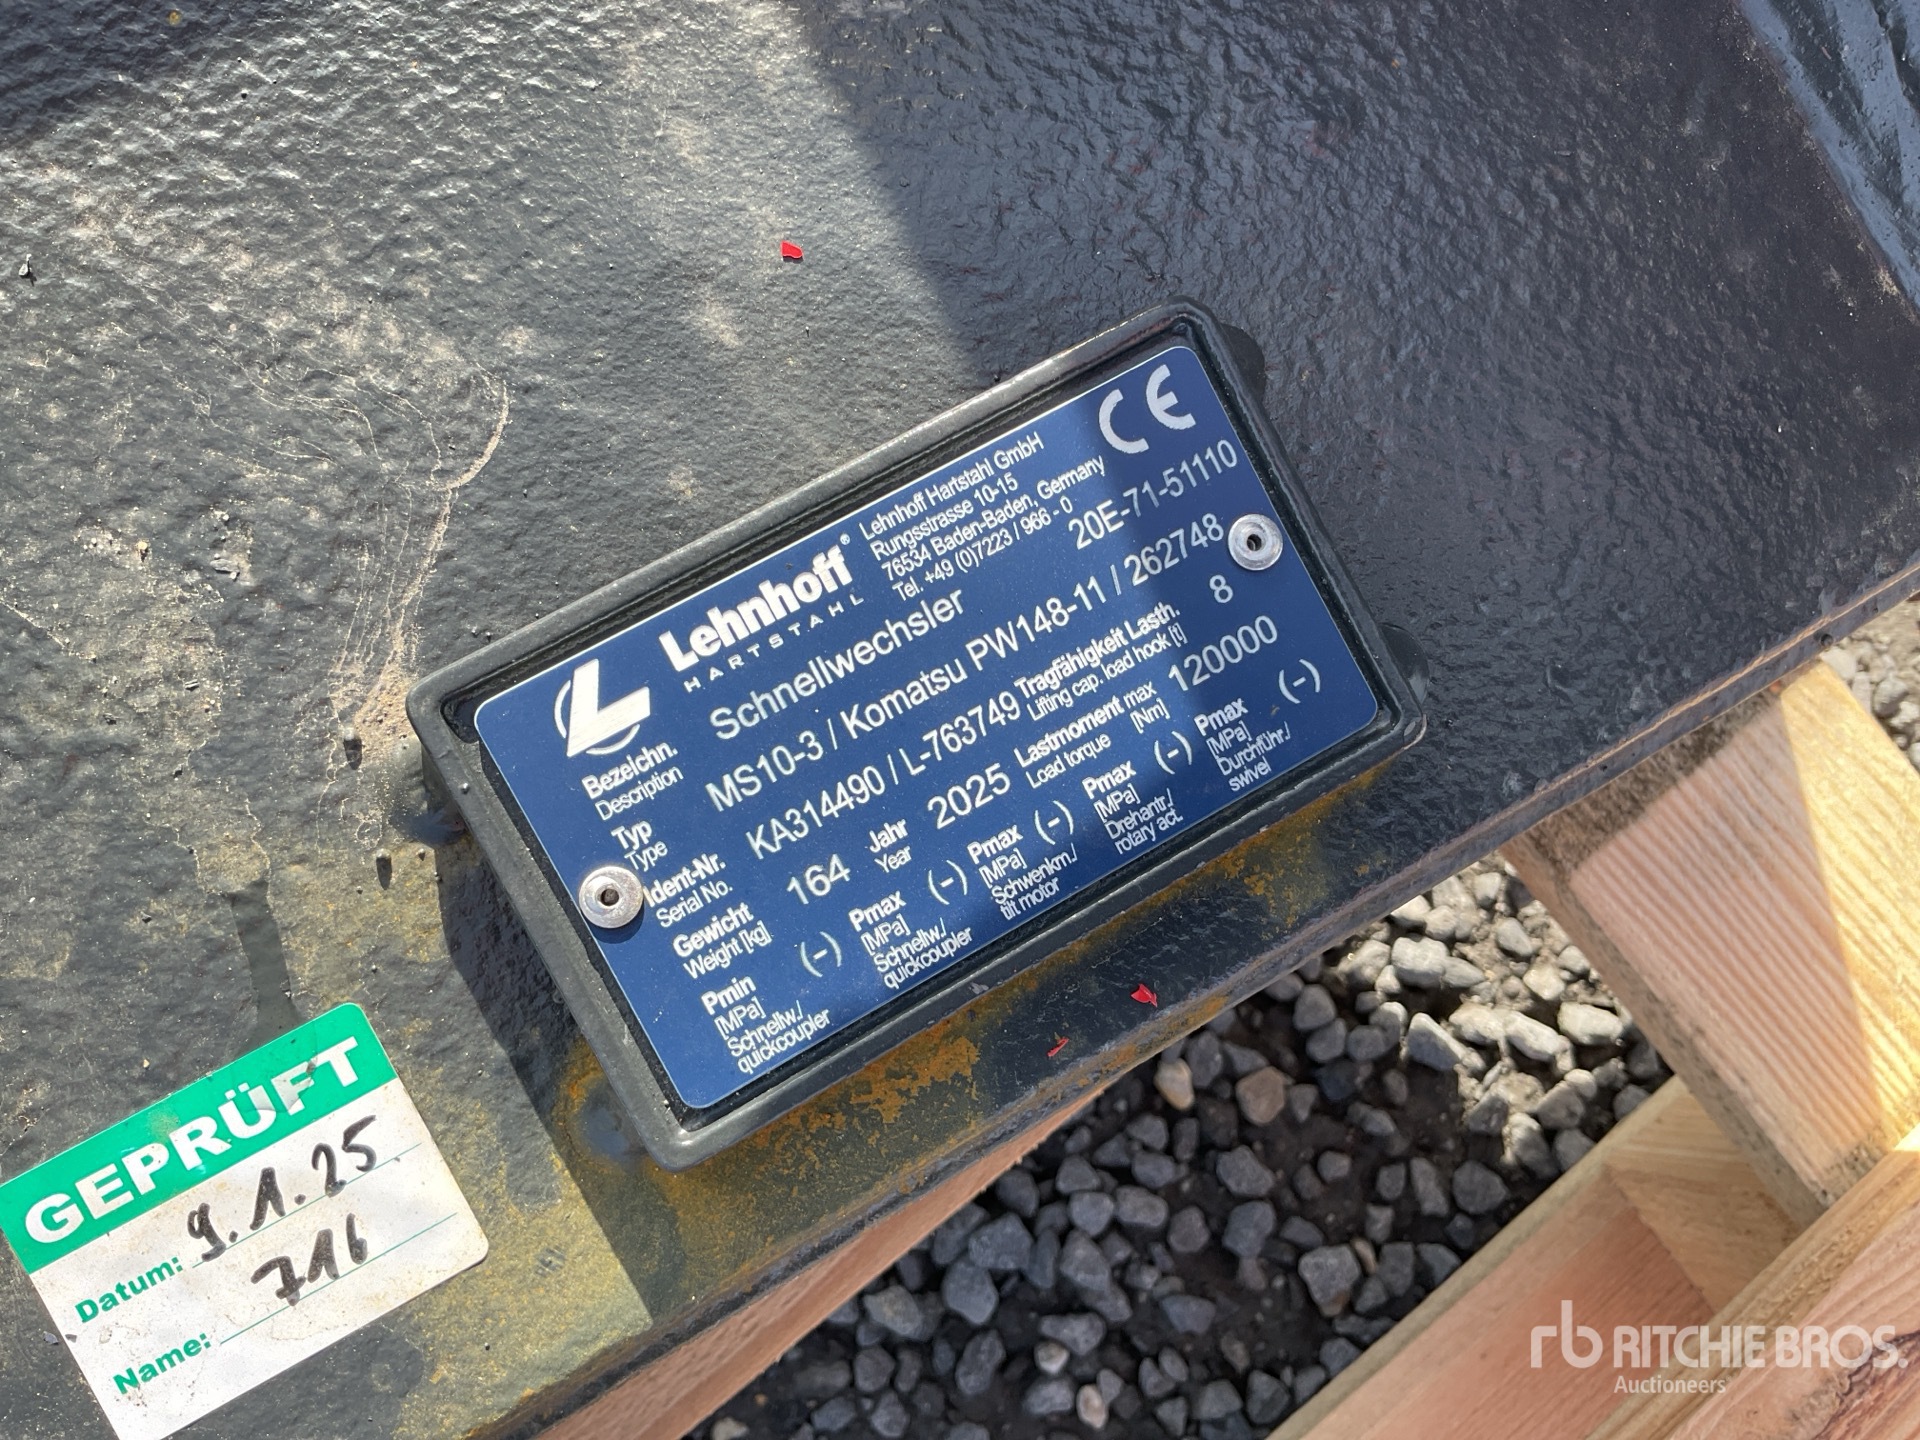 Lehnhoff®
HARTSTAHL
Lehnhoff Hartstahl GmbH
Rungsstrasse 10-15
76534 Baden-Baden, Germany
Tel. +49 (0)7223 / 966 - 0
CE
Bezeichn.
Description
Schnellwechsler
20E-71-51110
Typ
Type
MS10-3 / Komatsu PW148-11 / 262748
Ident-Nr.
Serial No.
KA314490 / L-763749
Tragfähigkeit Lasth.
Lifting cap. load hook [t]
8
Gewicht
Weight [kg]
164
Jahr
Year
2025
Lastmoment max
Load torque [Nm]
120000
Pmin
[MPa]
Schnellw./
quickcoupler
(-)
Pmax
[MPa]
Schnellw./
quickcoupler
(-)
Pmax
[MPa]
Schwenkm./
tilt motor
(-)
Pmax
[MPa]
Drehantr./
rotary act.
(-)
Pmax
[MPa]
Durchführ./
swivel
(-)
GEPRÜFT
Datum: 9.1.25
Name: 716
rb RITCHIE BROS.
Auctioneers